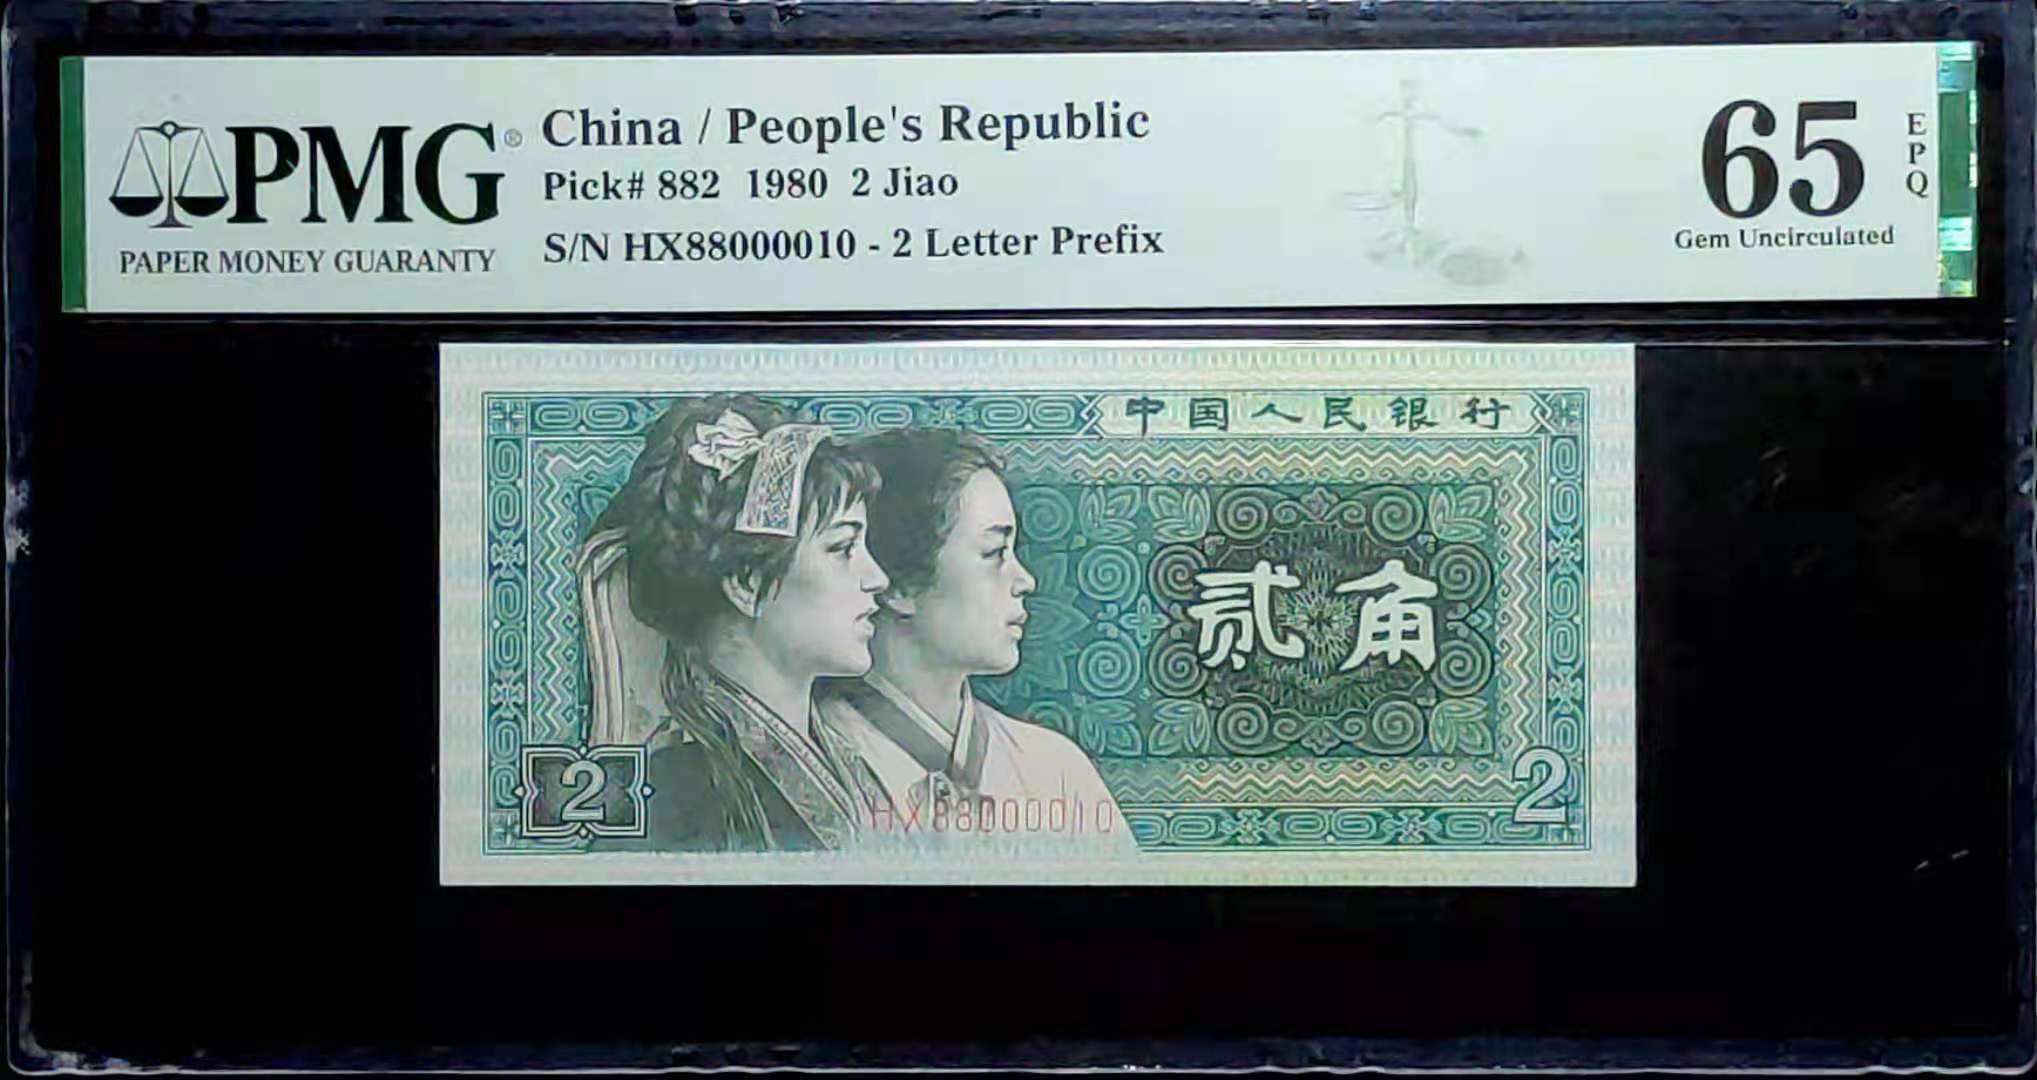 PMG®
PAPER MONEY GUARANTY
China / People's Republic
Pick# 882 1980 2 Jiao
S/N HX88000010 - 2 Letter Prefix
65
EPQ
Gem Uncirculated
中国人民银行
贰角
2
HX88000010
2